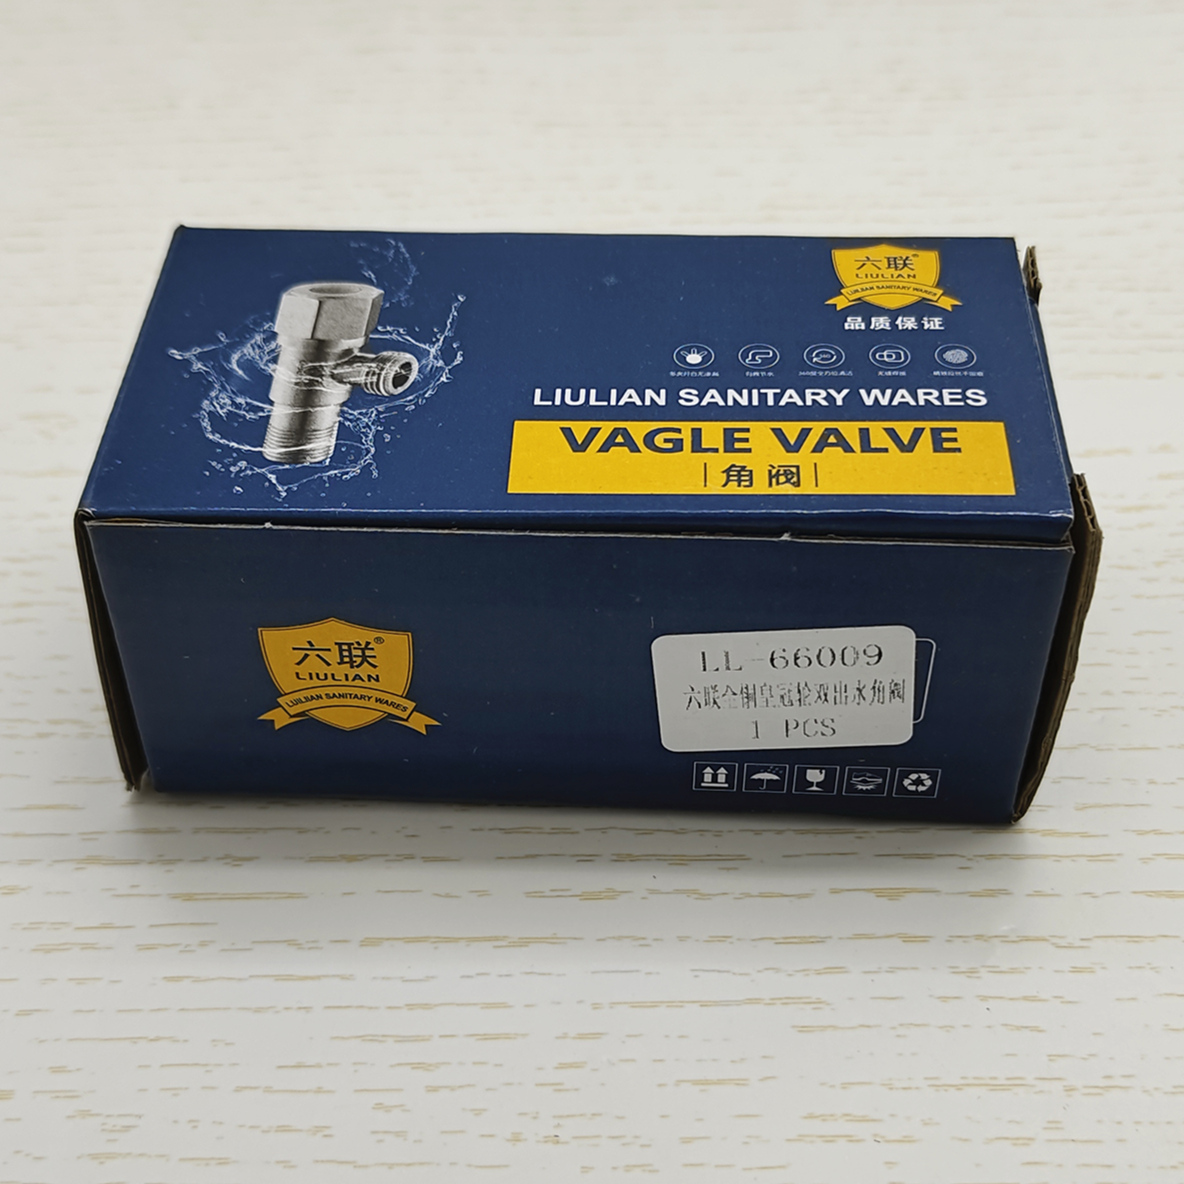 六联®
LIULIAN
LIULIAN SANITARY WARES
品质保证
360
LIULIAN SANITARY WARES
VAGLE VALVE
角阀
六联®
LIULIAN
LIULIAN SANITARY WARES
LL-66009
六联全铜皇冠轮双出水角阀
1 PCS